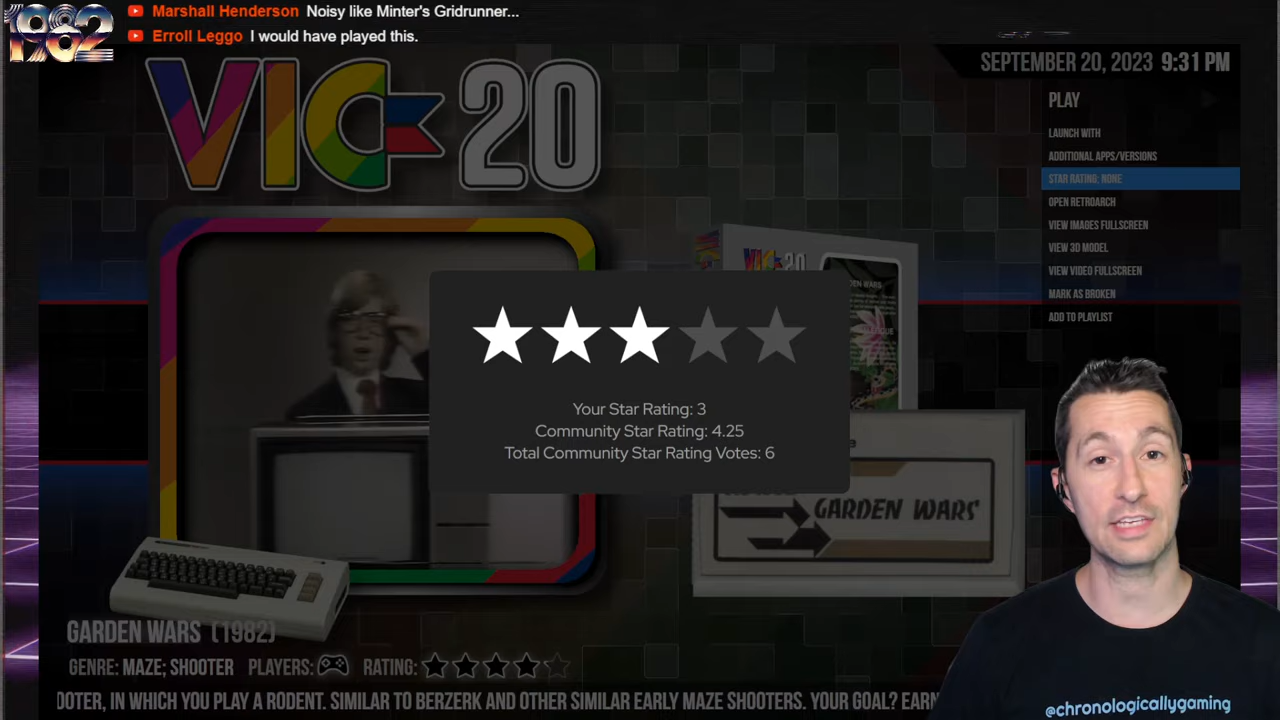 1982
Marshall Henderson Noisy like Minter's Gridrunner...
Erroll Leggo I would have played this.
VIC 20
SEPTEMBER 20, 2023 9:31 PM
PLAY
LAUNCH WITH
ADDITIONAL APPS/VERSIONS
STAR RATING: NONE
OPEN RETROARCH
VIEW IMAGES FULLSCREEN
VIEW 3D MODEL
VIEW VIDEO FULLSCREEN
MARK AS BROKEN
ADD TO PLAYLIST
VIC 20
Your Star Rating: 3
Community Star Rating: 4.25
Total Community Star Rating Votes: 6
GARDEN WARS
GARDEN WARS (1982)
GENRE: MAZE; SHOOTER PLAYERS: RATING:
OOTER, IN WHICH YOU PLAY A RODENT. SIMILAR TO BERZERK AND OTHER SIMILAR EARLY MAZE SHOOTERS. YOUR GOAL? EARN
@chronologicallygaming